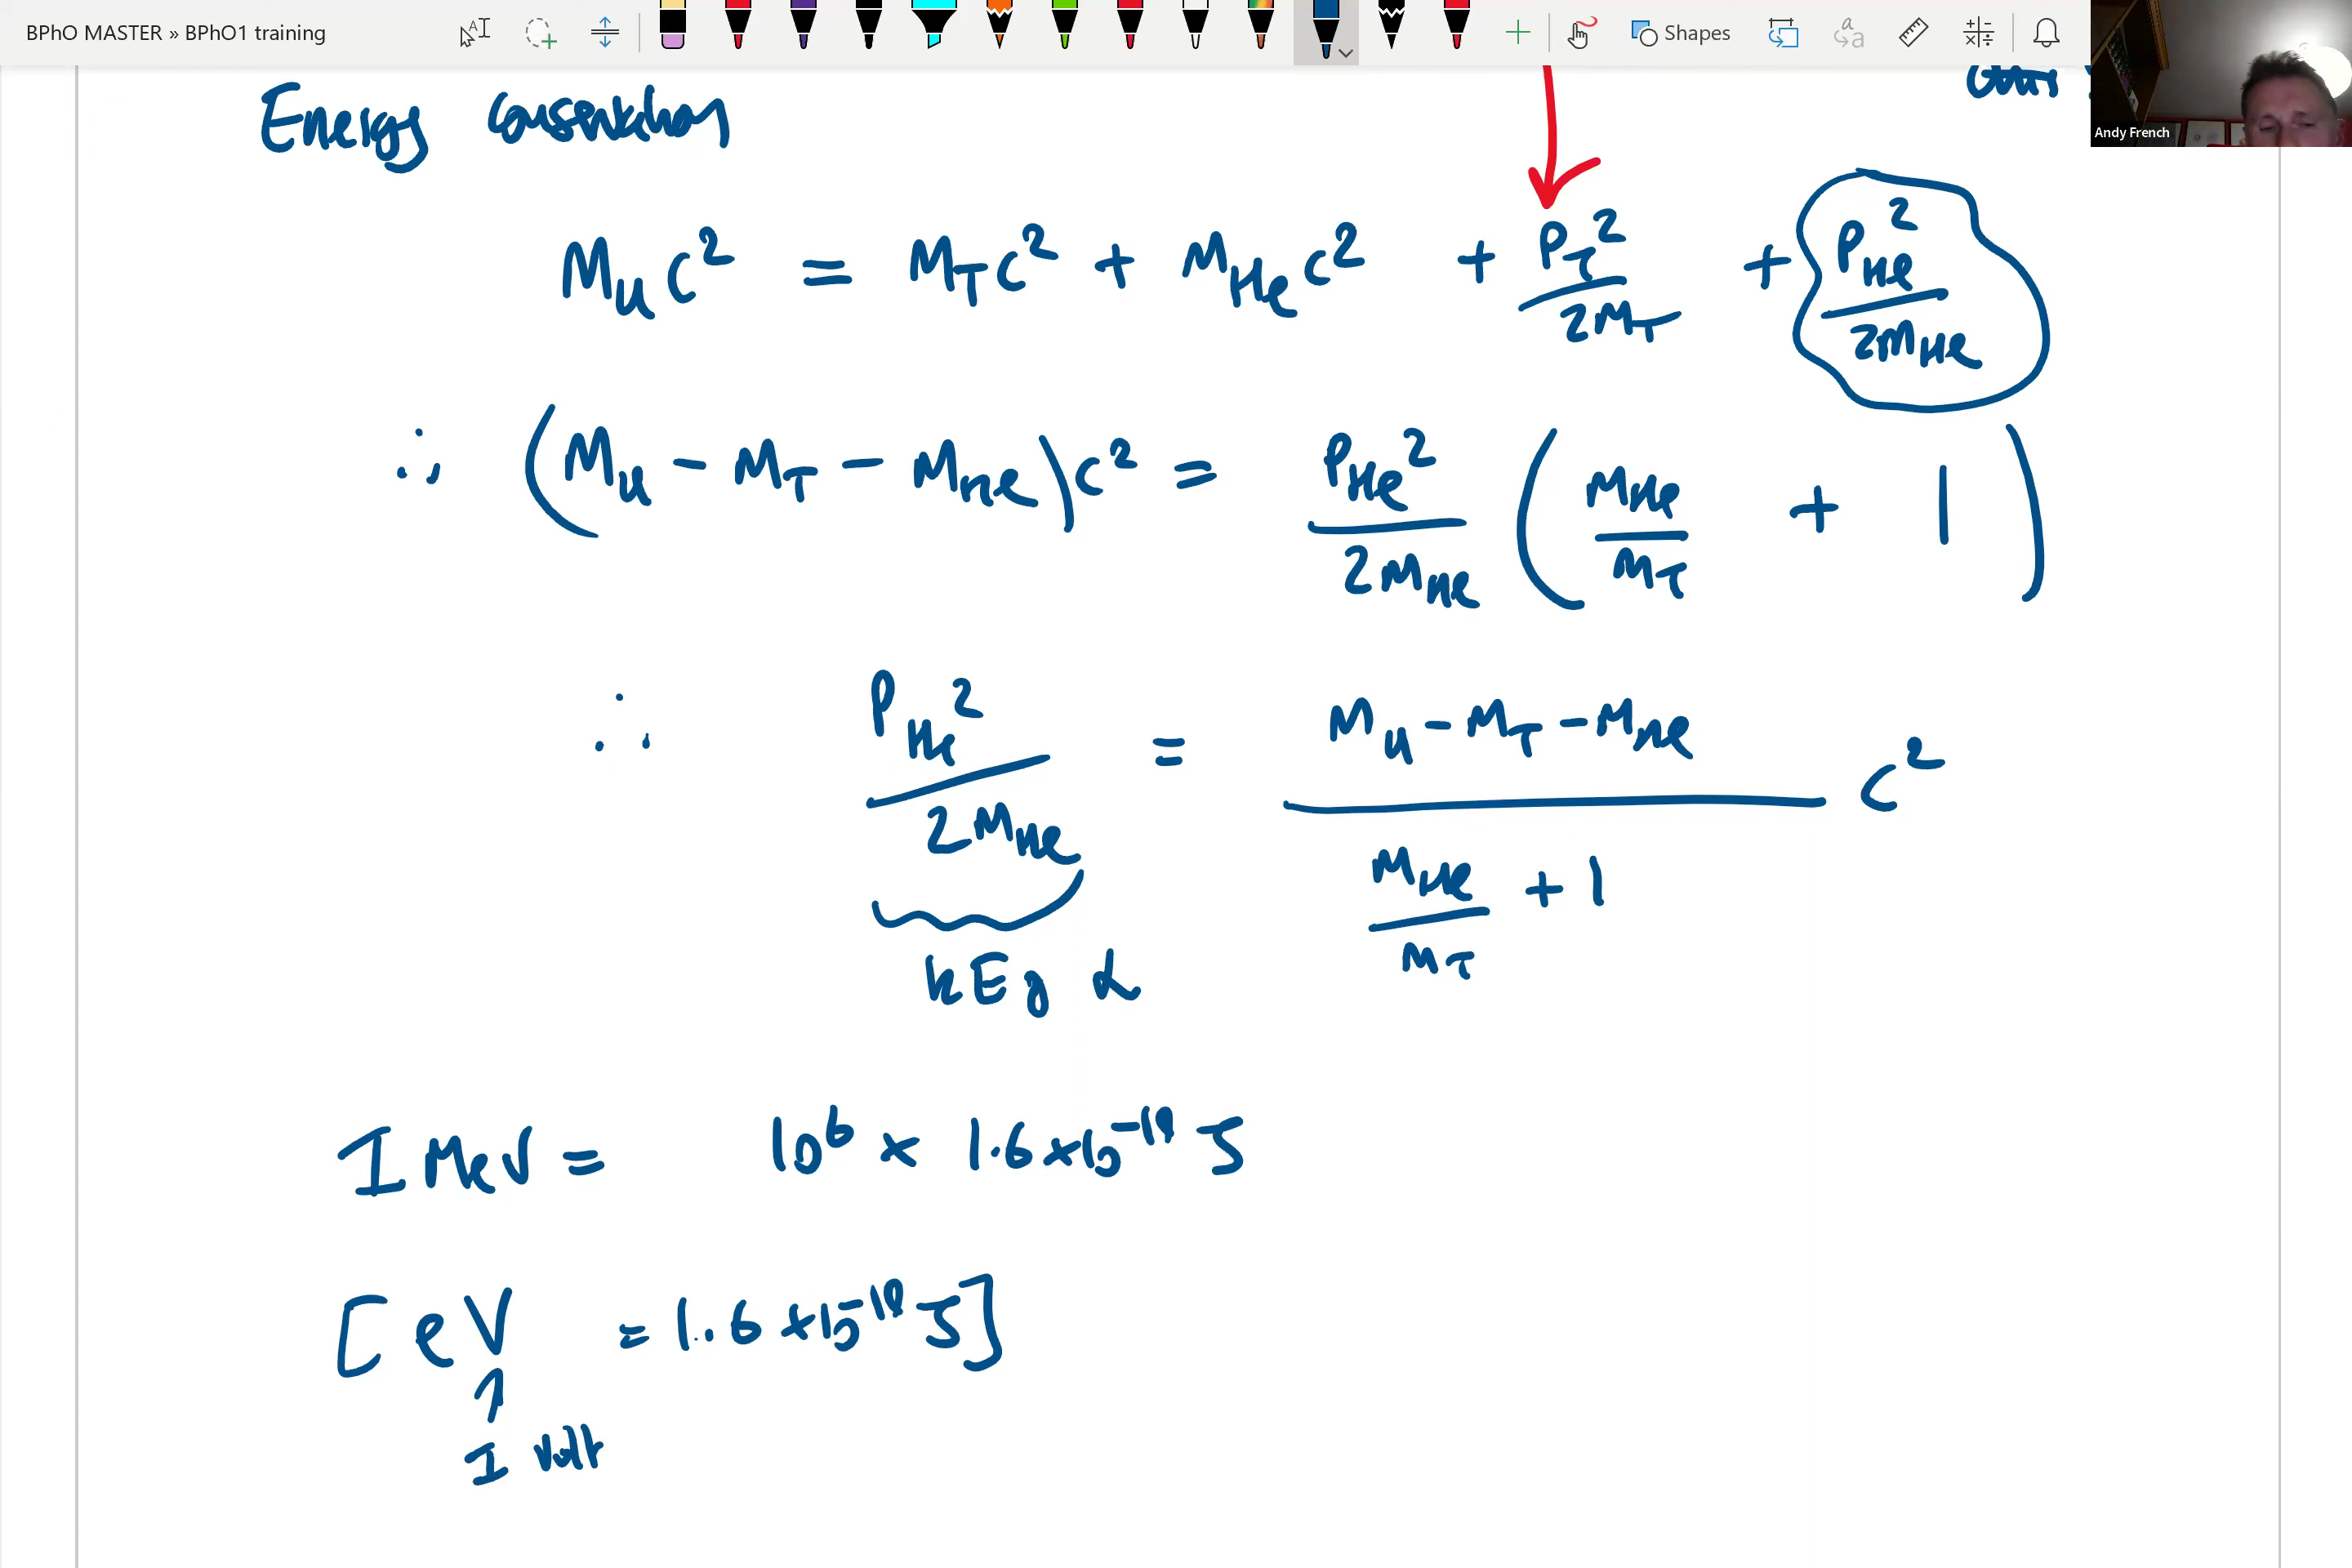 BPhO MASTER » BPhO1 training
Shapes
Andy French
Energy conservation
M_U c² = M_T c² + M_He c² + P_T²/2M_T + P_He²/2M_He
∴ (M_U - M_T - M_He)c² = P_He²/2M_He (M_He/M_T + 1)
∴ P_He²/2M_He = (M_U - M_T - M_He)/(M_He/M_T + 1) c²
KE of α
1 MeV = 10⁶ × 1.6 × 10⁻¹⁹ J
[eV = 1.6 × 10⁻¹⁹ J]
↑
1 volt